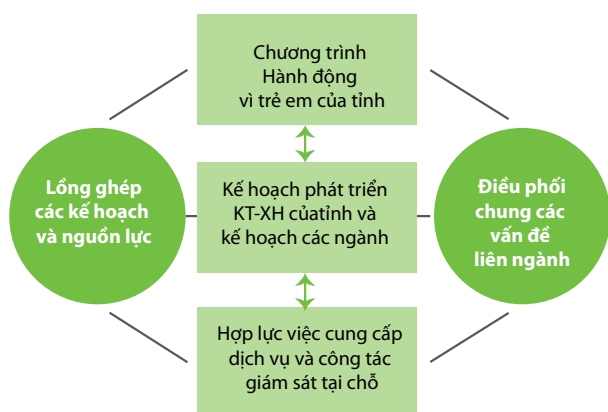 Chương trình
Hành động
vì trẻ em của tỉnh
Lồng ghép
các kế hoạch
và nguồn lực
Kế hoạch phát triển
KT-XH củatỉnh và
kế hoạch các ngành
Điều phối
chung các
vấn đề
liên ngành
Hợp lực việc cung cấp
dịch vụ và công tác
giám sát tại chỗ